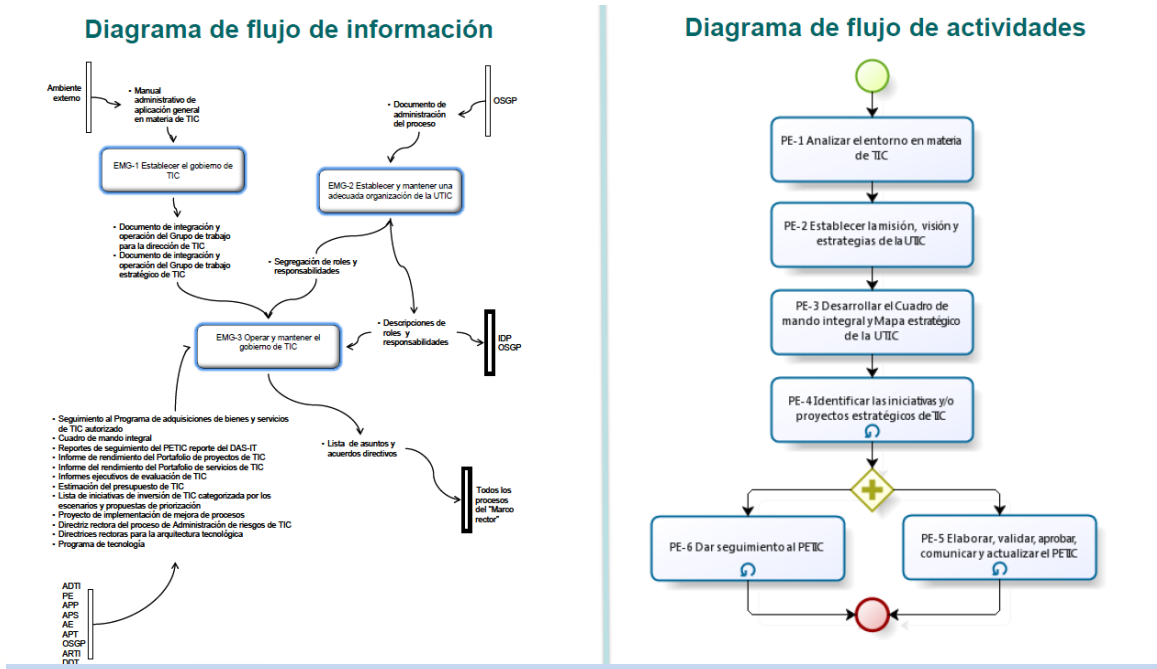 Diagrama de flujo de información
Ambiente
externo
• Manual
administrativo de
aplicación general
en materia de TIC
• Documento de
administración
del proceso
OSGP
EMG-1 Establecer el gobierno de
TIC
EMG-2 Establecer y mantener una
adecuada organización de la UTIC
• Documento de integración y
operación del Grupo de trabajo
para la dirección de TIC
• Documento de integración y
operación del Grupo de trabajo
estratégico de TIC
• Segregación de roles y
responsabilidades
EMG-3 Operar y mantener el
gobierno de TIC
• Descripciones de
roles y
responsabilidades
IDP
OSGP
• Seguimiento al Programa de adquisiciones de bienes y servicios
de TIC autorizado
• Cuadro de mando integral
• Reportes de seguimiento del PETIC reporte del DAS-IT
• Informe de rendimiento del Portafolio de proyectos de TIC
• Informe del rendimiento del Portafolio de servicios de TIC
• Informes ejecutivos de evaluación de TIC
• Estimación del presupuesto de TIC
• Lista de iniciativas de inversión de TIC categorizada por los
escenarios y propuestas de priorización
• Proyecto de implementación de mejora de procesos
• Directriz rectora del proceso de Administración de riesgos de TIC
• Directrices rectoras para la arquitectura tecnológica
• Programa de tecnología
• Lista de asuntos y
acuerdos directivos
Todos los
procesos
del "Marco
rector"
ADTI
PE
APP
APS
AE
APT
OSGP
ARTI
DDT
Diagrama de flujo de actividades
PE-1 Analizar el entorno en materia
de TIC
PE-2 Establecer la misión, visión y
estrategias de la UTIC
PE-3 Desarrollar el Cuadro de
mando integral y Mapa estratégico
de la UTIC
PE-4 Identificar las iniciativas y/o
proyectos estratégicos de TIC
PE-6 Dar seguimiento al PETIC
PE-5 Elaborar, validar, aprobar,
comunicar y actualizar el PETIC